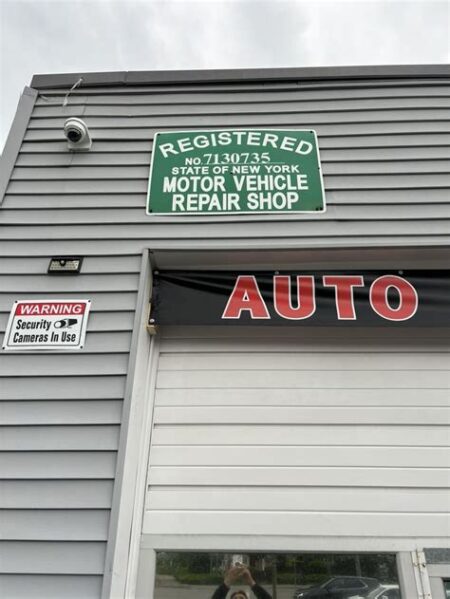 REGISTERED
NO. 7130735
STATE OF NEW YORK
MOTOR VEHICLE
REPAIR SHOP
AUTO
WARNING
Security
Cameras In Use